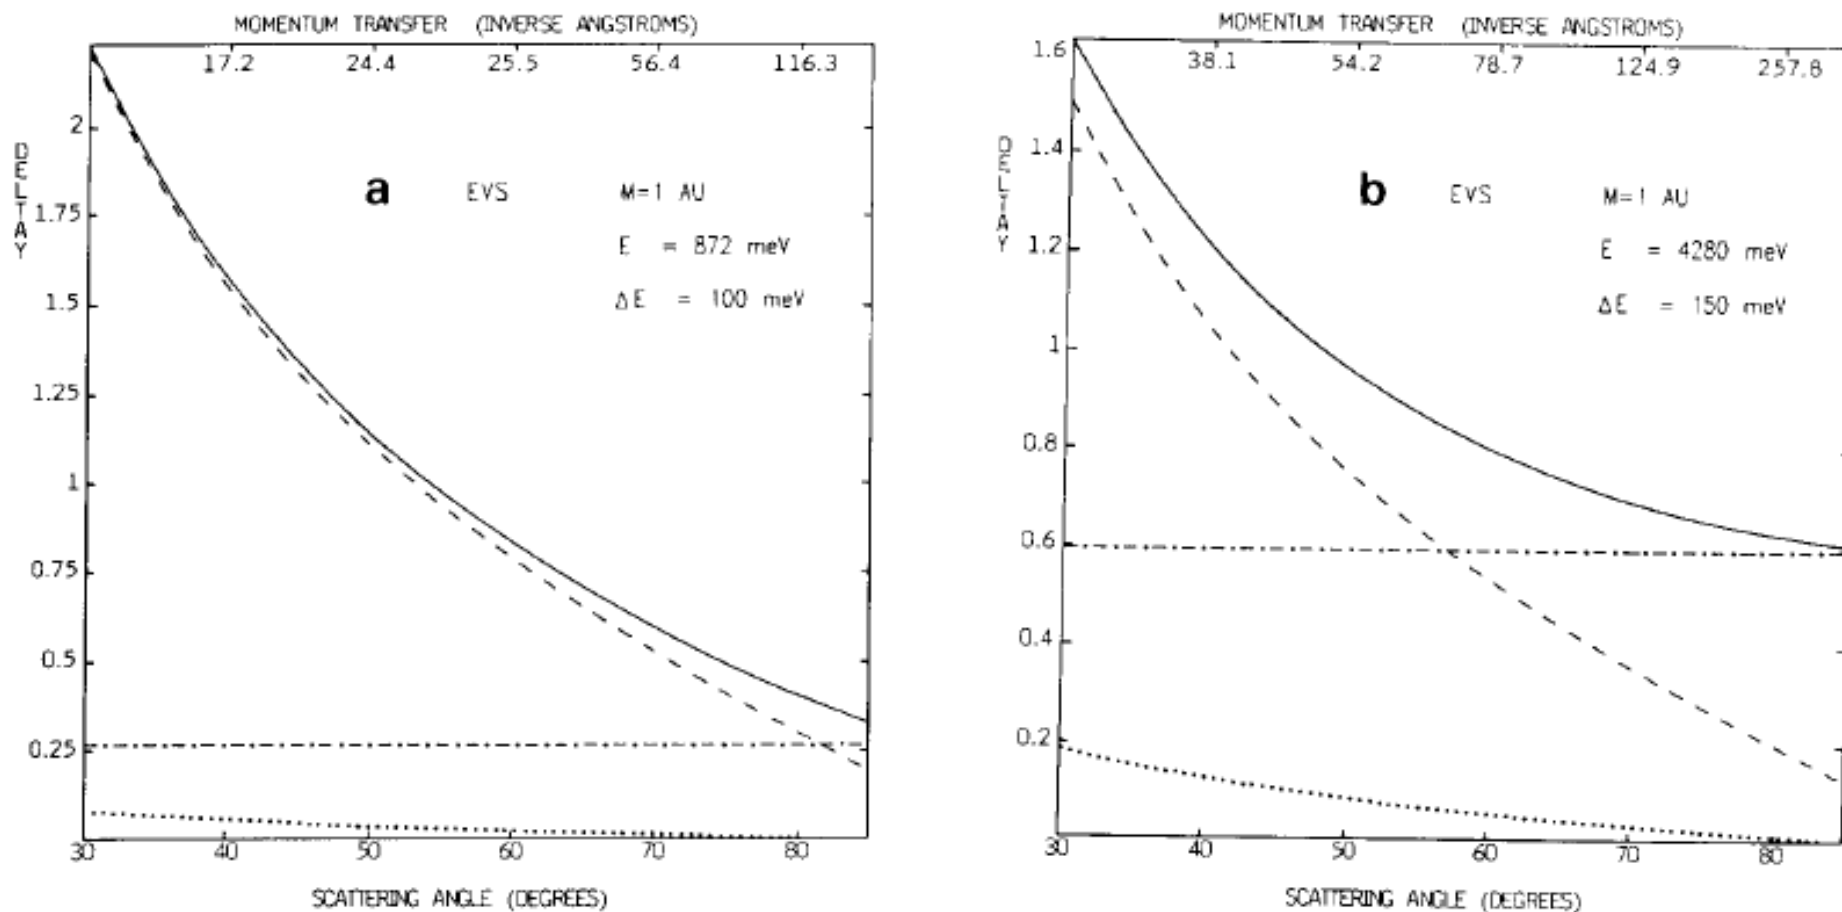 MOMENTUM TRANSFER (INVERSE ANGSTROMS)
17.2 24.4 25.5 56.4 116.3
2
1.75
1.5
1.25
1
0.75
0.5
0.25
DELTA Y
a EVS M=1 AU
E = 872 meV
ΔE = 100 meV
30 40 50 60 70 80
SCATTERING ANGLE (DEGREES)
MOMENTUM TRANSFER (INVERSE ANGSTROMS)
38.1 54.2 78.7 124.9 257.8
1.6
1.4
1.2
1
0.8
0.6
0.4
0.2
DELTA Y
b EVS M=1 AU
E = 4280 meV
ΔE = 150 meV
30 40 50 60 70 80
SCATTERING ANGLE (DEGREES)